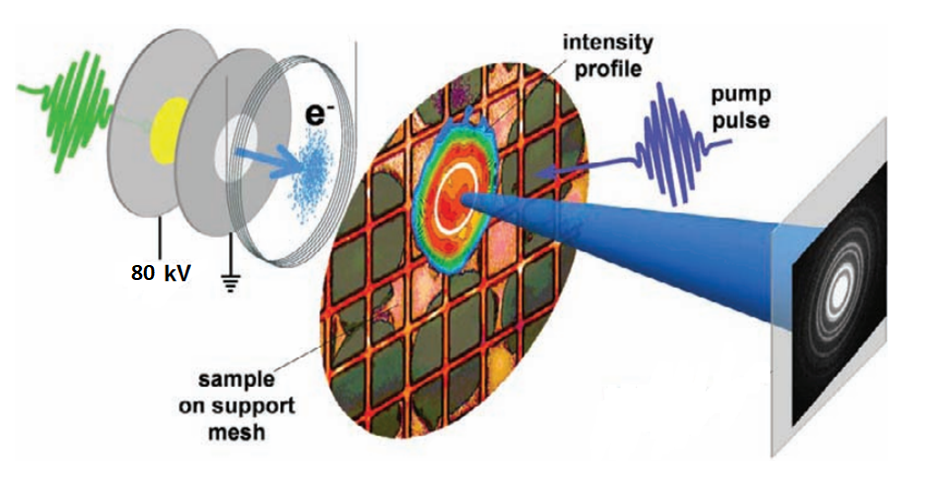 intensity
profile
pump
pulse
e-
80 kV
sample
on support
mesh